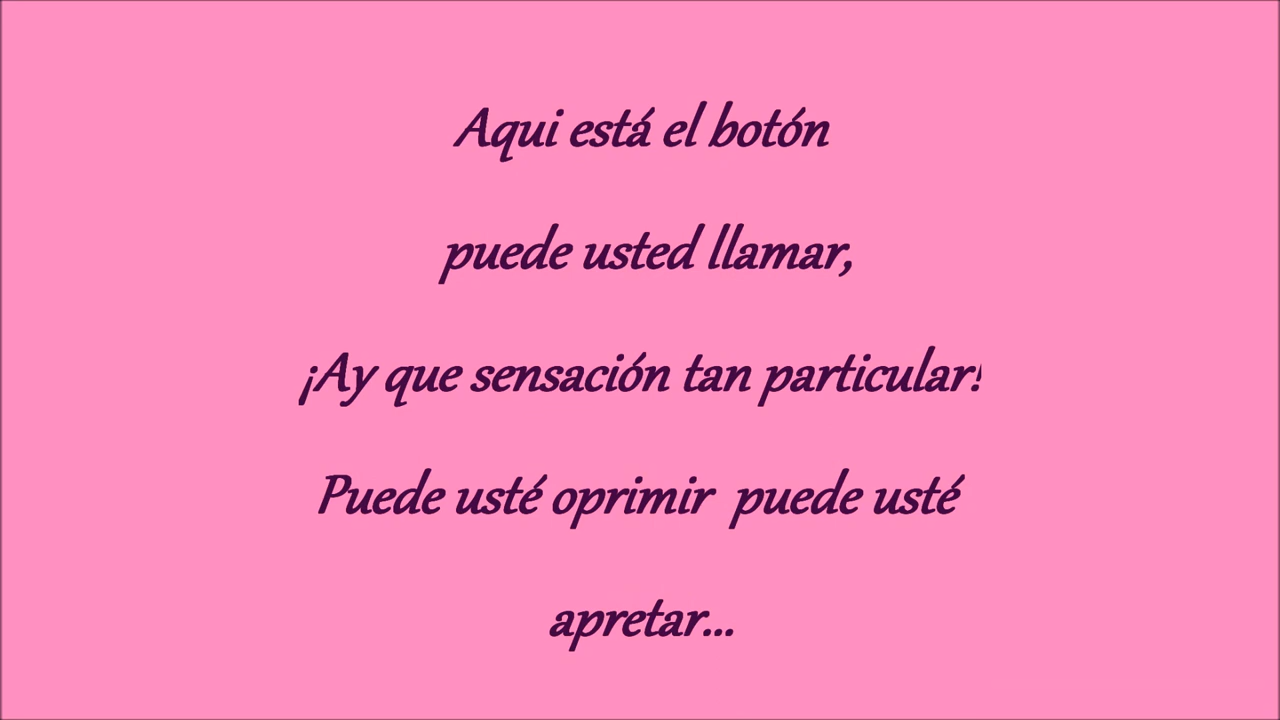 Aqui está el botón
puede usted llamar,
¡Ay que sensación tan particular!
Puede usté oprimir puede usté
apretar...